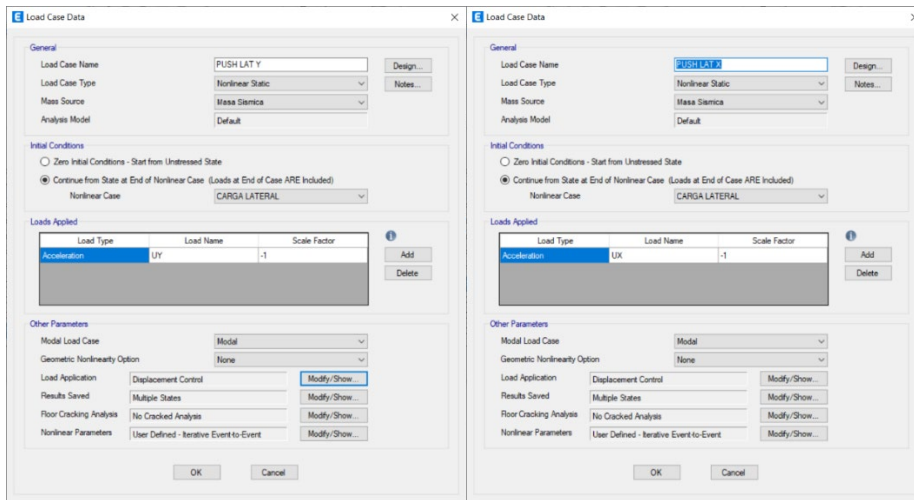 E Load Case Data ×
General
Load Case Name PUSH LAT Y Design...
Load Case Type Nonlinear Static Notes...
Mass Source Masa Sismica
Analysis Model Default
Initial Conditions
Zero Initial Conditions - Start from Unstressed State
Continue from State at End of Nonlinear Case (Loads at End of Case ARE Included)
Nonlinear Case CARGA LATERAL
Loads Applied
Load Type Load Name Scale Factor
Acceleration UY -1 Add
Delete
Other Parameters
Modal Load Case Modal
Geometric Nonlinearity Option None
Load Application Displacement Control Modify/Show...
Results Saved Multiple States Modify/Show...
Floor Cracking Analysis No Cracked Analysis Modify/Show...
Nonlinear Parameters User Defined - Iterative Event-to-Event Modify/Show...
OK Cancel
E Load Case Data
General
Load Case Name PUSH LAT X Design...
Load Case Type Nonlinear Static Notes...
Mass Source Masa Sismica
Analysis Model Default
Initial Conditions
Zero Initial Conditions - Start from Unstressed State
Continue from State at End of Nonlinear Case (Loads at End of Case ARE Included)
Nonlinear Case CARGA LATERAL
Loads Applied
Load Type Load Name Scale Factor
Acceleration UX -1 Add
Delete
Other Parameters
Modal Load Case Modal
Geometric Nonlinearity Option None
Load Application Displacement Control Modify/Show...
Results Saved Multiple States Modify/Show...
Floor Cracking Analysis No Cracked Analysis Modify/Show...
Nonlinear Parameters User Defined - Iterative Event-to-Event Modify/Show...
OK Cancel